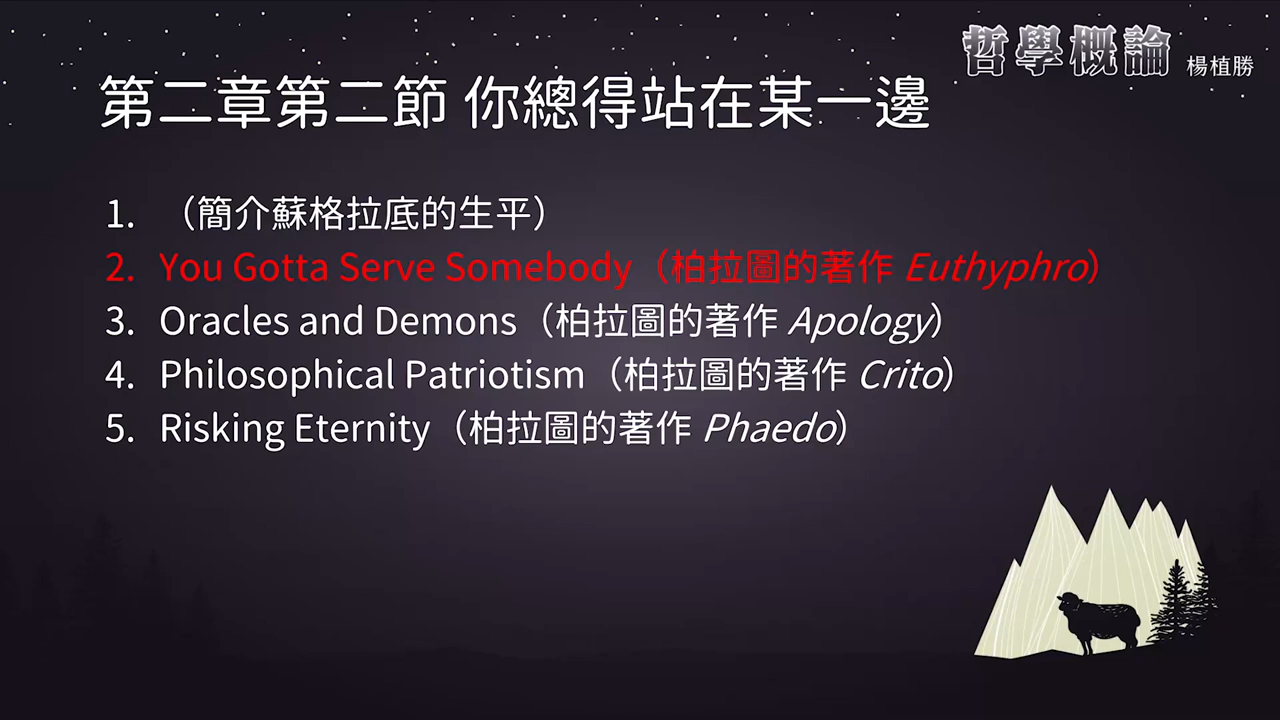 哲學概論 楊植勝
第二章第二節 你總得站在某一邊
1. （簡介蘇格拉底的生平）
2. You Gotta Serve Somebody（柏拉圖的著作 Euthyphro）
3. Oracles and Demons（柏拉圖的著作 Apology）
4. Philosophical Patriotism（柏拉圖的著作 Crito）
5. Risking Eternity（柏拉圖的著作 Phaedo）